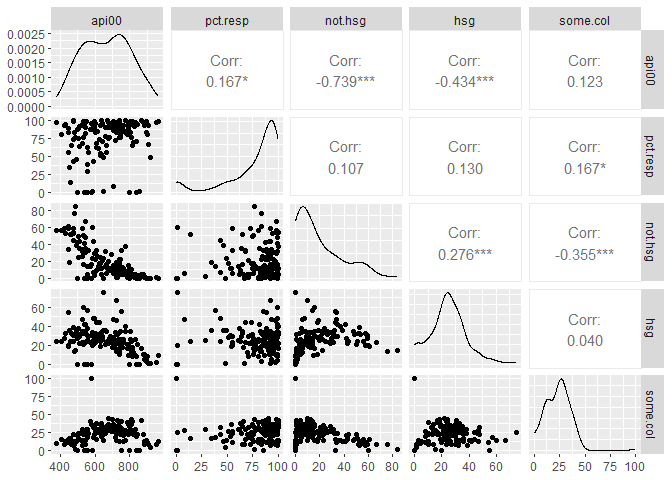 api00 pct.resp not.hsg hsg some.col
0.0025
0.0020
0.0015
0.0010
0.0005
0.0000
Corr:
0.167*
Corr:
-0.739***
Corr:
-0.434***
Corr:
0.123
api00
100
75
50
25
0
Corr:
0.107
Corr:
0.130
Corr:
0.167*
pct.resp
80
60
40
20
0
Corr:
0.276***
Corr:
-0.355***
not.hsg
75
50
25
0
Corr:
0.040
hsg
100
75
50
25
0
some.col
400 600 800 0 25 50 75 100 0 20 40 60 80 0 20 40 60 0 25 50 75 100